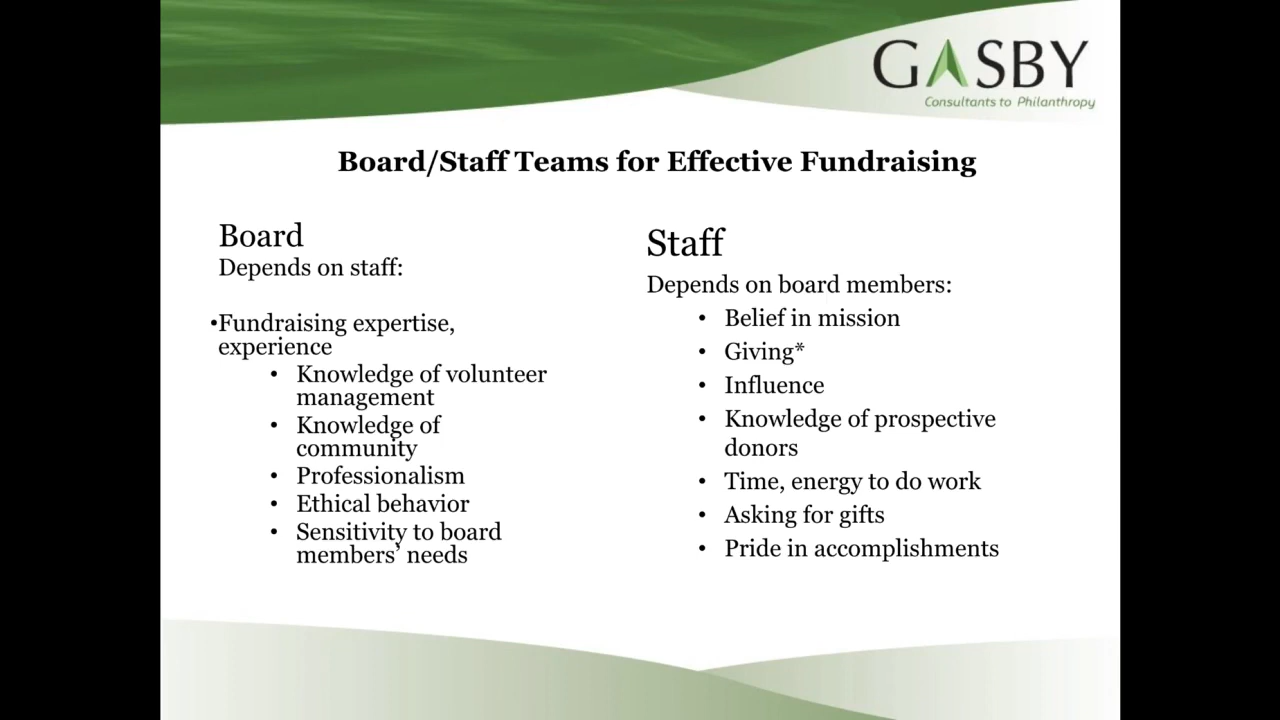 GASBY
Consultants to Philanthropy
Board/Staff Teams for Effective Fundraising
Board
Depends on staff:
•Fundraising expertise,
experience
• Knowledge of volunteer
management
• Knowledge of
community
• Professionalism
• Ethical behavior
• Sensitivity to board
members’ needs
Staff
Depends on board members:
• Belief in mission
• Giving*
• Influence
• Knowledge of prospective
donors
• Time, energy to do work
• Asking for gifts
• Pride in accomplishments